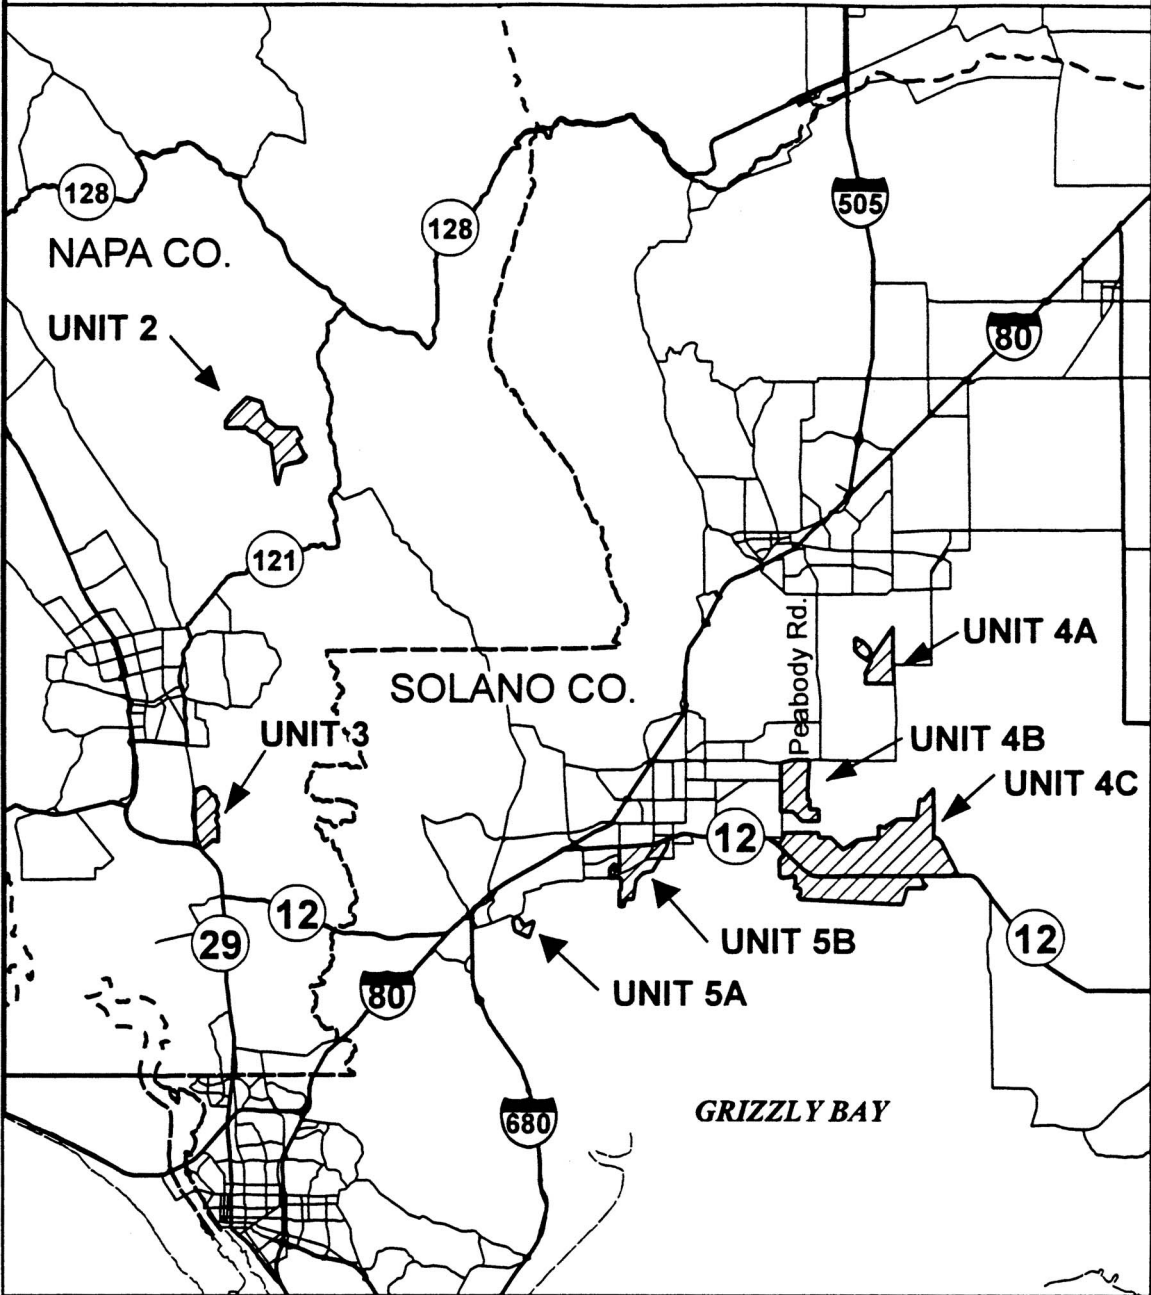 128
128
505
NAPA CO.
UNIT 2
80
121
Peabody Rd.
UNIT 4A
SOLANO CO.
UNIT 3
UNIT 4B
UNIT 4C
12
12
29
UNIT 5B
12
80
UNIT 5A
680
GRIZZLY BAY